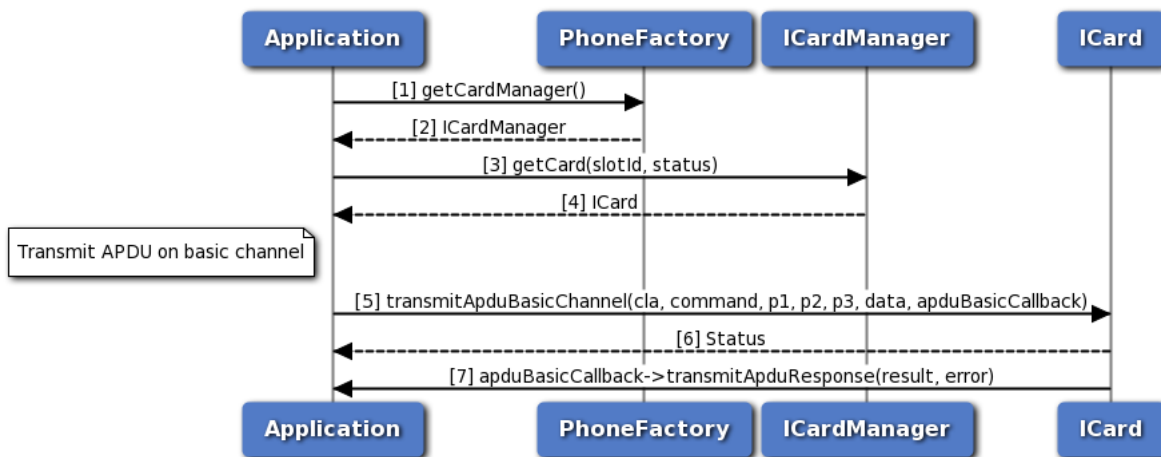 Application PhoneFactory ICardManager ICard
[1] getCardManager()
[2] ICardManager
[3] getCard(slotId, status)
[4] ICard
Transmit APDU on basic channel
[5] transmitApduBasicChannel(cla, command, p1, p2, p3, data, apduBasicCallback)
[6] Status
[7] apduBasicCallback->transmitApduResponse(result, error)
Application PhoneFactory ICardManager ICard